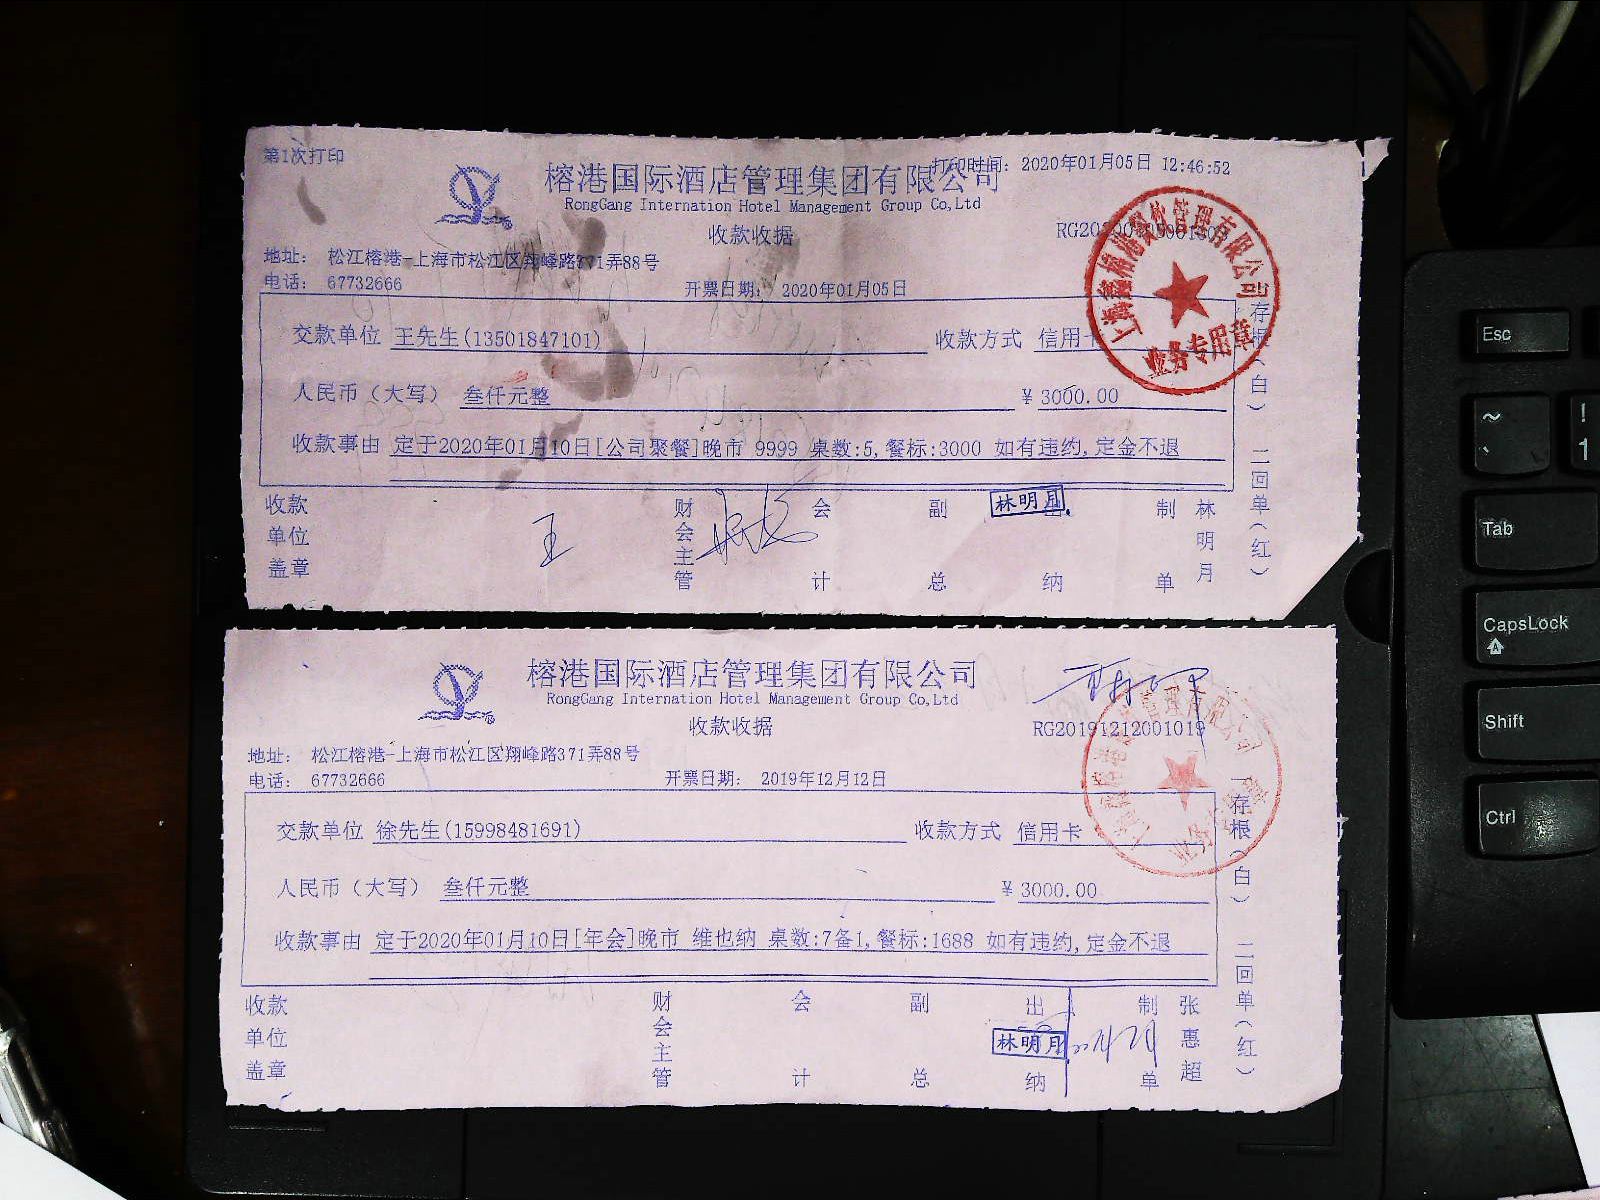 第1次打印
打印时间: 2020年01月05日 12:46:52
榕港国际酒店管理集团有限公司
RongGang Internation Hotel Management Group Co,Ltd
收款收据
地址: 松江榕港-上海市松江区翔峰路371弄88号
电话: 67732666 开票日期: 2020年01月05日
交款单位 王先生(13501847101) 收款方式 信用卡
人民币(大写) 叁仟元整 ¥ 3000.00
收款事由 定于2020年01月10日[公司聚餐]晚市 9999 桌数:5,餐标:3000 如有违约,定金不退
存根(白) 二回单(红)
收款单位盖章 王 财会主管 会计 副总 出纳 林明月 制单 林明月
业务专用章
榕港国际酒店管理集团有限公司
RongGang Internation Hotel Management Group Co,Ltd
收款收据
RG20191212001019
地址: 松江榕港-上海市松江区翔峰路371弄88号
电话: 67732666 开票日期: 2019年12月12日
交款单位 徐先生(15998481691) 收款方式 信用卡
人民币(大写) 叁仟元整 ¥ 3000.00
收款事由 定于2020年01月10日[年会]晚市 维也纳 桌数:7备1,餐标:1688 如有违约,定金不退
一存根(白) 二回单(红)
收款单位盖章 财会主管 会计 副总 出纳 林明月 制单 张惠超
Esc
~
`
!
1
Tab
CapsLock
Shift
Ctrl